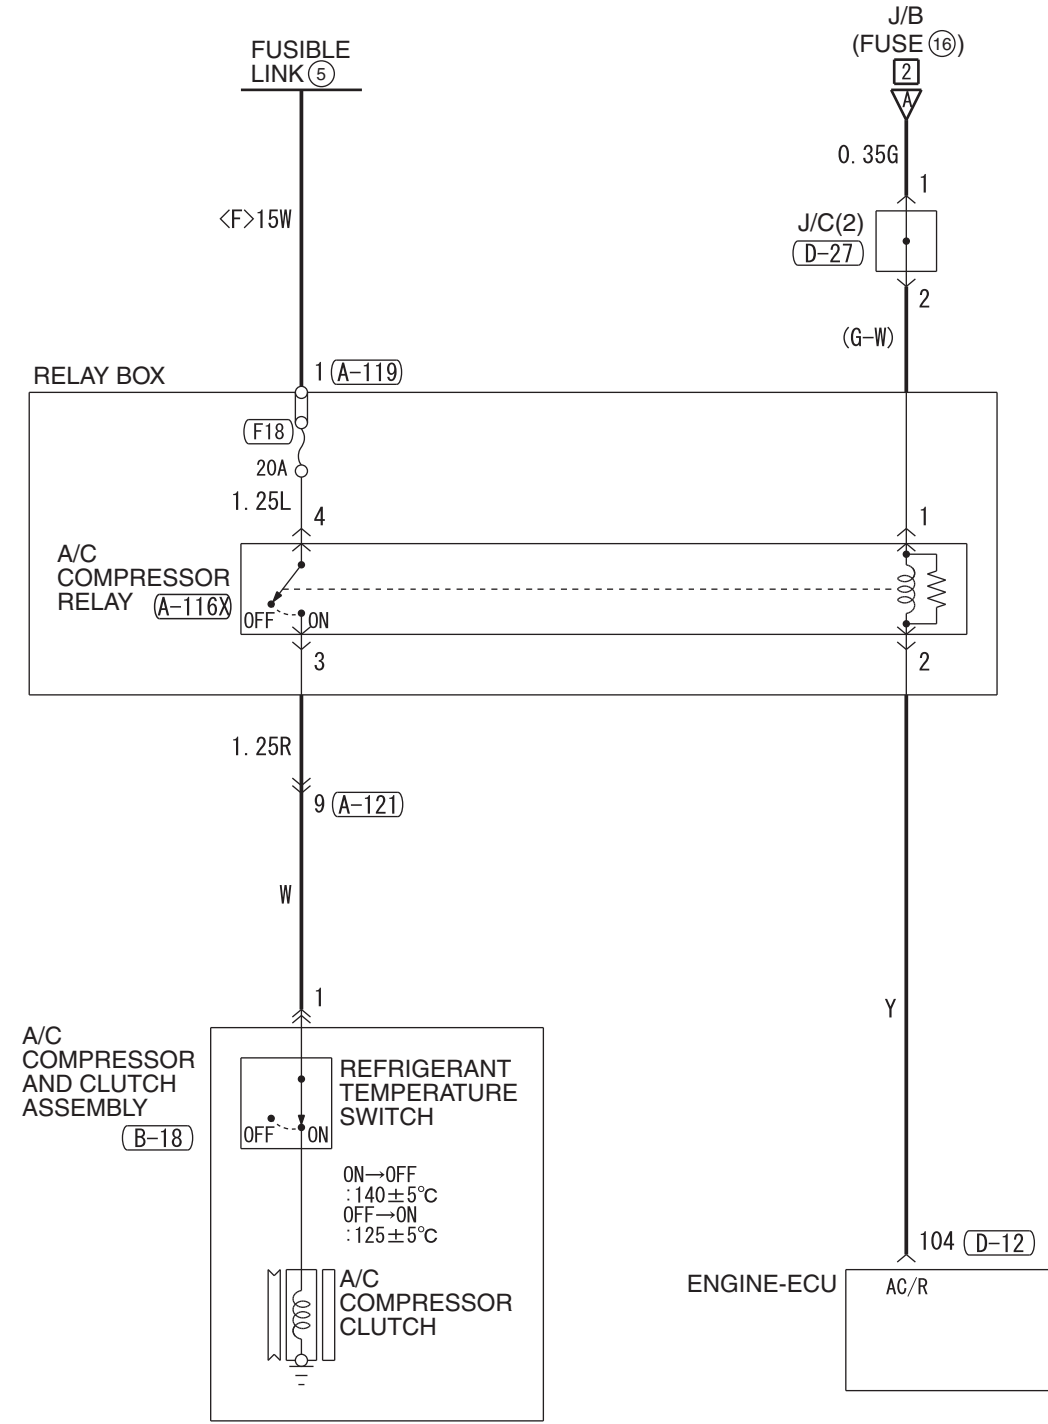 J/B
(FUSE 16)
FUSIBLE
LINK 5
2
A
0.35G
1
<F>15W
J/C(2)
D-27
2
(G-W)
RELAY BOX
1 A-119
F18
20A
1.25L
4
1
A/C
COMPRESSOR
RELAY A-116X
OFF ON
3
2
1.25R
9 A-121
W
1
Y
A/C
COMPRESSOR
AND CLUTCH
ASSEMBLY
B-18
REFRIGERANT
TEMPERATURE
SWITCH
OFF ON
ON→OFF
:140±5℃
OFF→ON
:125±5℃
104 D-12
ENGINE-ECU
AC/R
A/C
COMPRESSOR
CLUTCH